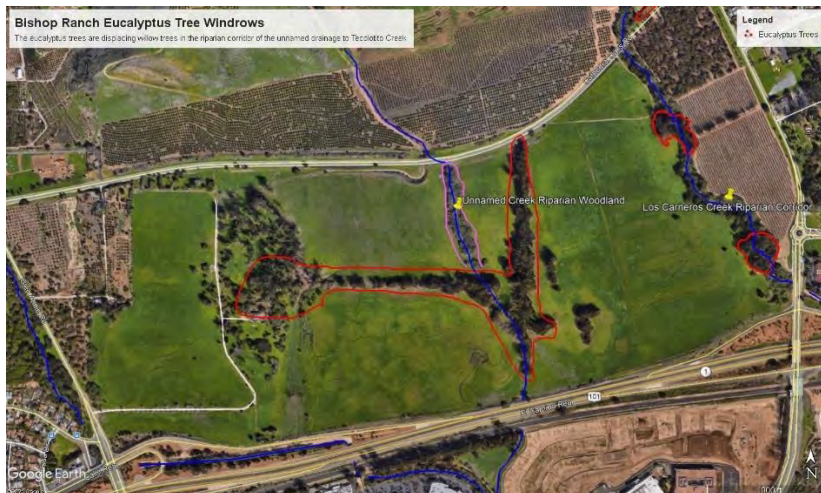 Bishop Ranch Eucalyptus Tree Windrows
The eucalyptus trees are displacing willow trees in the riparian corridor of the unnamed drainage to Tecolotito Creek
Legend
Eucalyptus Trees
Unnamed Creek Riparian Woodland
Los Carneros Creek Riparian Corridor
1
101
Google Earth
N